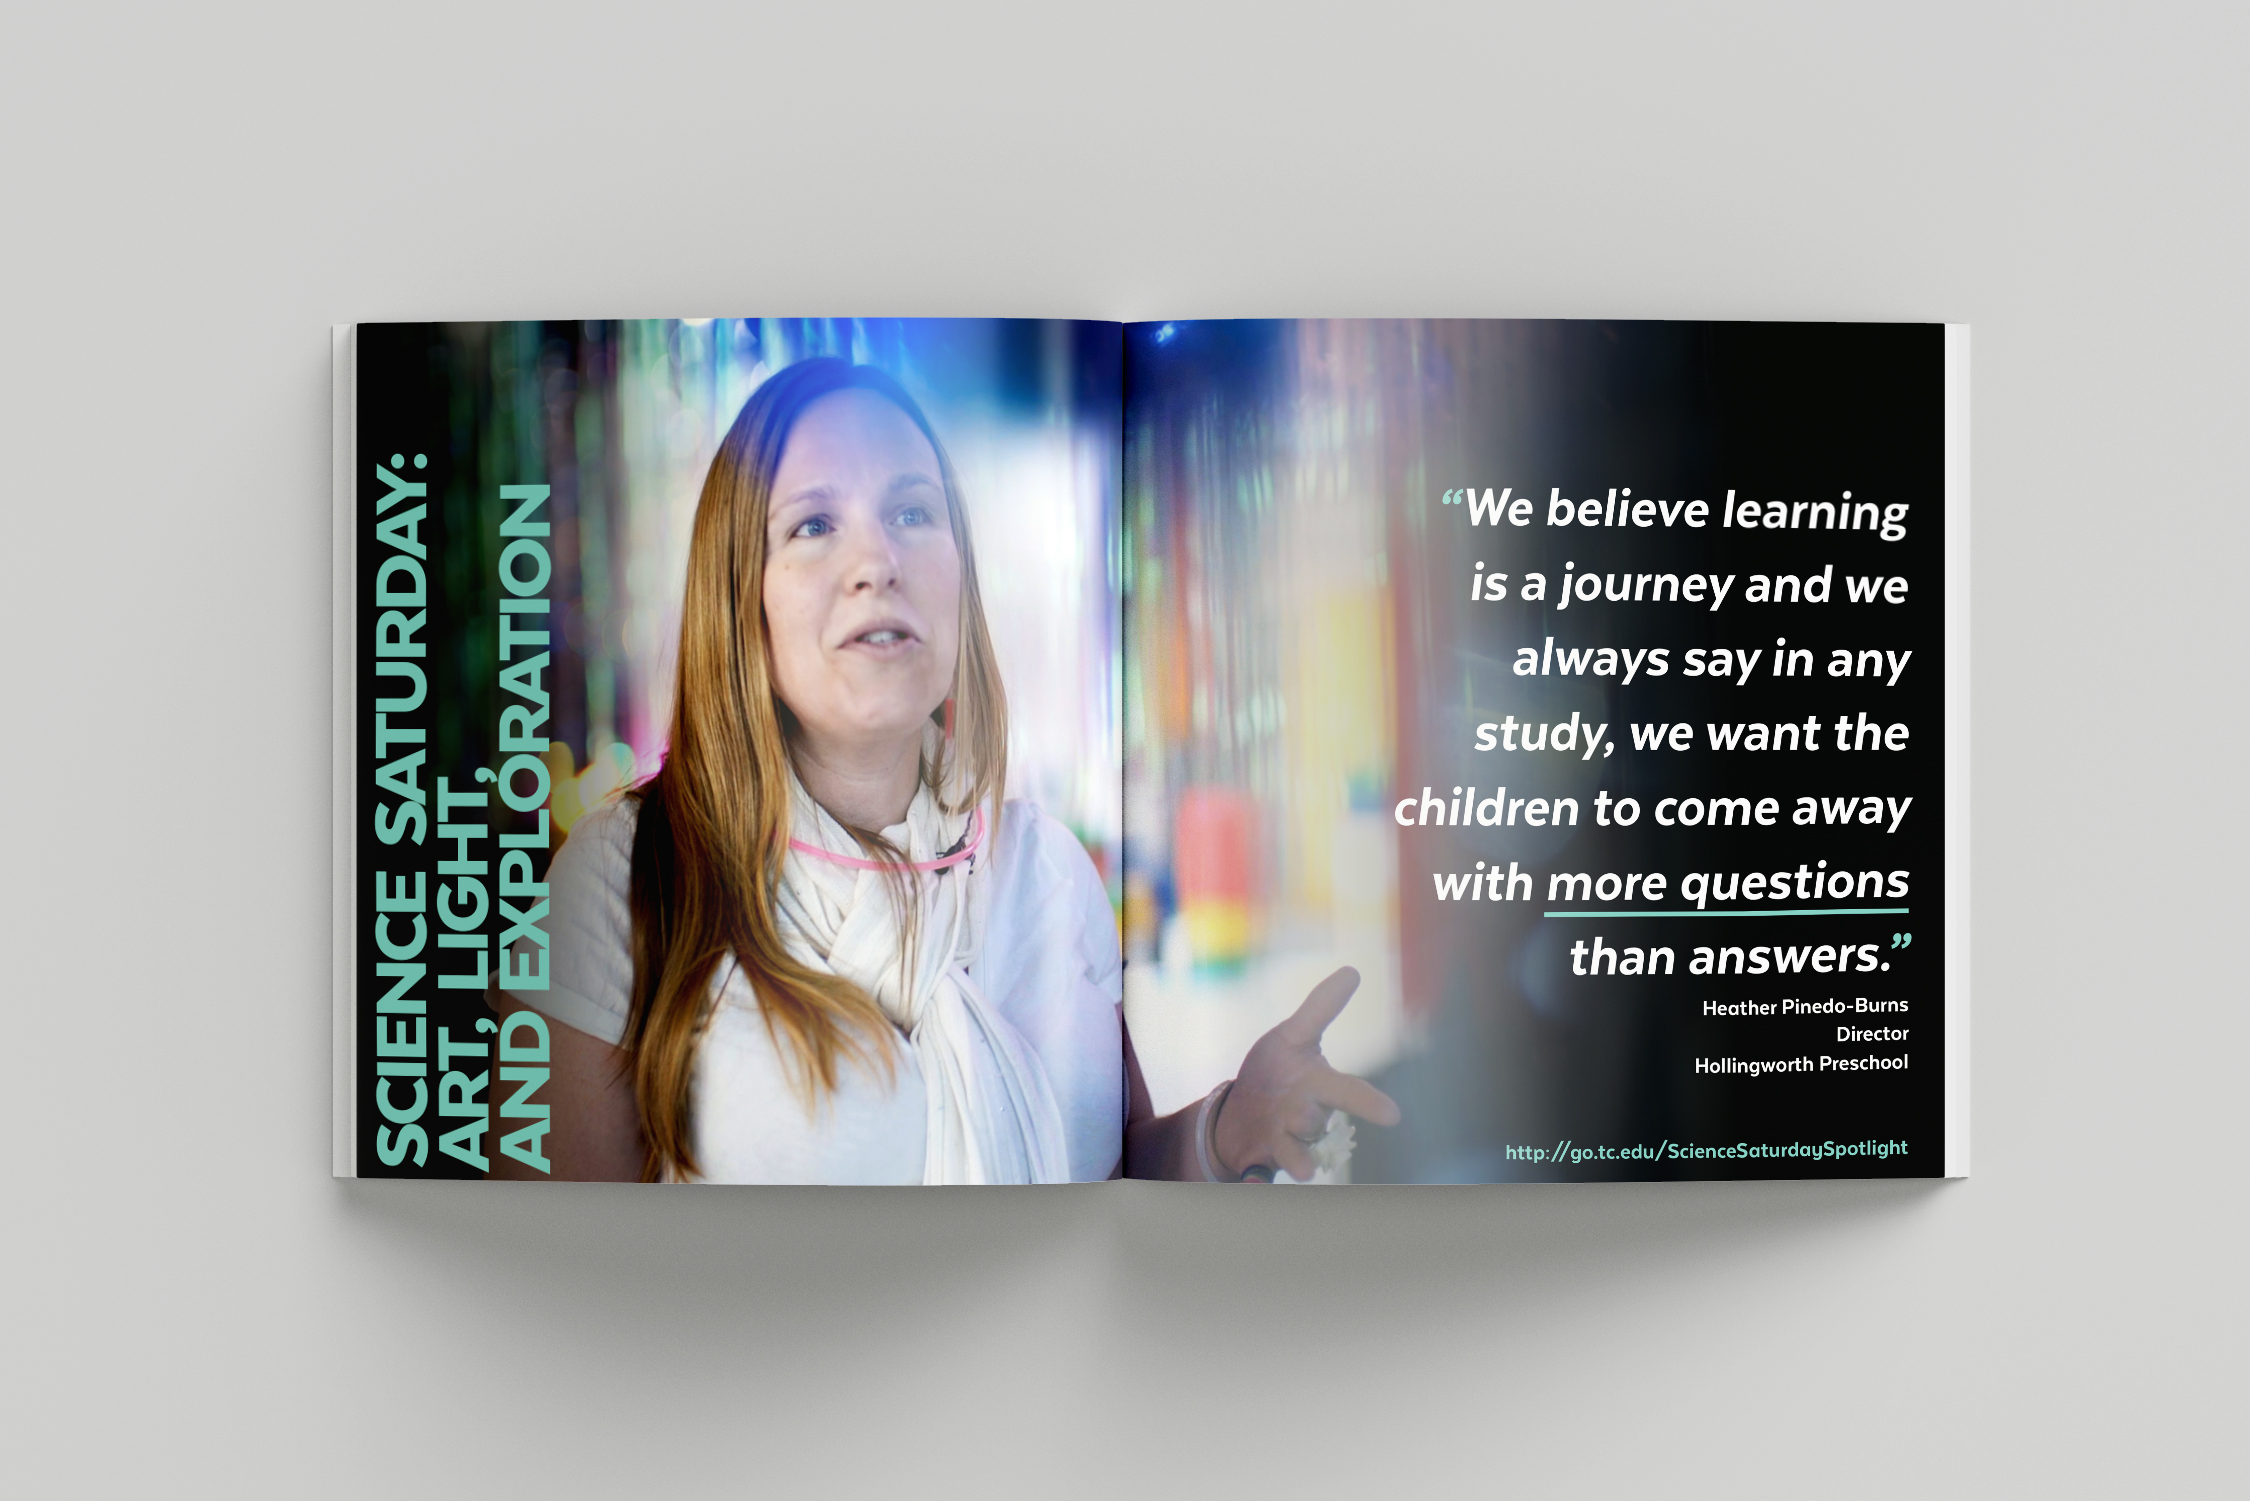 SCIENCE SATURDAY:
ART, LIGHT,
AND EXPLORATION
“We believe learning
is a journey and we
always say in any
study, we want the
children to come away
with more questions
than answers.”
Heather Pinedo-Burns
Director
Hollingworth Preschool
http://go.tc.edu/ScienceSaturdaySpotlight